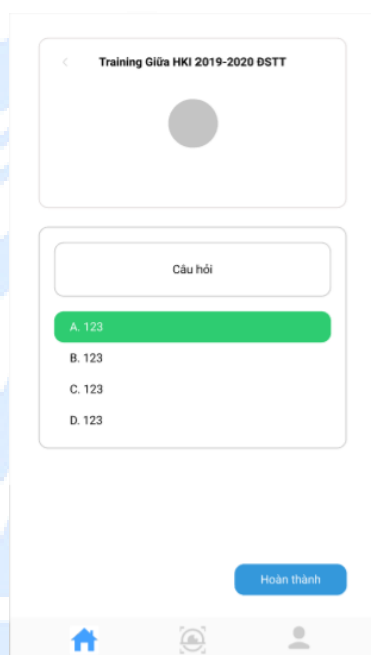 Training Giữa HKI 2019-2020 ĐSTT
Câu hỏi
A. 123
B. 123
C. 123
D. 123
Hoàn thành